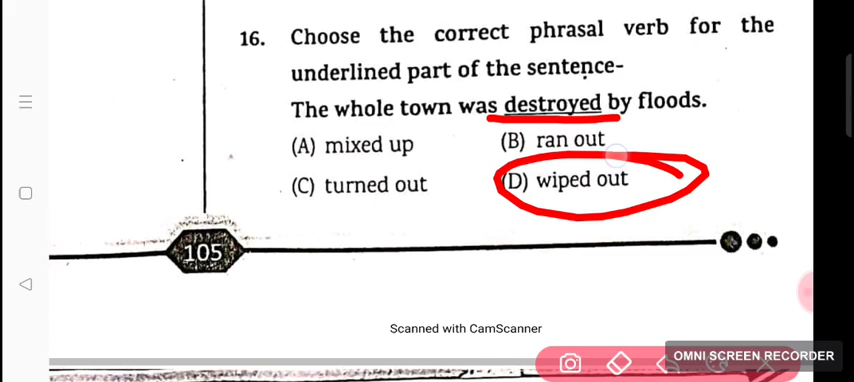 16. Choose the correct phrasal verb for the
underlined part of the sentence-
The whole town was destroyed by floods.
(A) mixed up (B) ran out
(C) turned out (D) wiped out
105
Scanned with CamScanner
OMNI SCREEN RECORDER